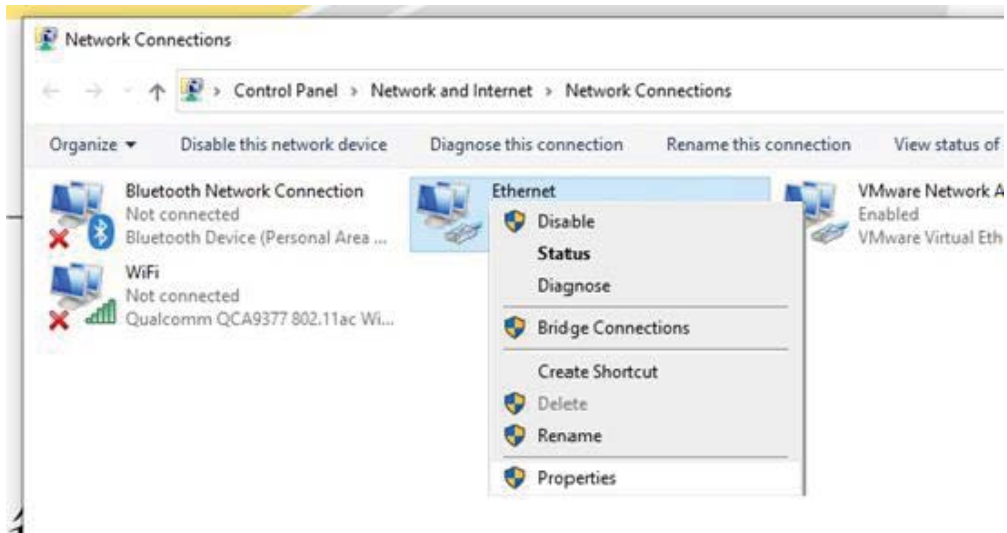 Network Connections
Control Panel > Network and Internet > Network Connections
Organize Disable this network device Diagnose this connection Rename this connection View status of
Bluetooth Network Connection
Not connected
Bluetooth Device (Personal Area ...
WiFi
Not connected
Qualcomm QCA9377 802.11ac Wi...
Ethernet
Disable
Status
Diagnose
Bridge Connections
Create Shortcut
Delete
Rename
Properties
VMware Network A
Enabled
VMware Virtual Eth